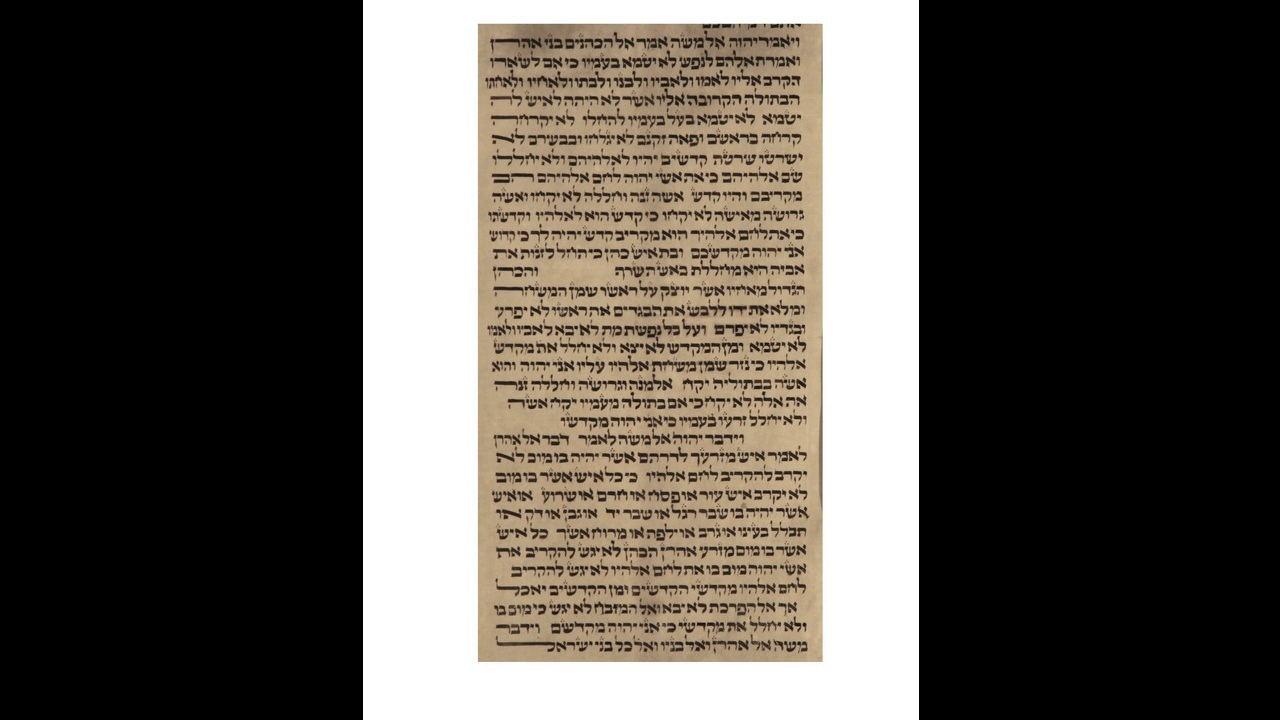 ויאמר יהוה אל משה אמר אל הכהנים בני אהרן
ואמרת אלהם לנפש לא יטמא בעמיו כי אם לשארו
הקרב אליו לאמו ולאביו ולבנו ולבתו ולאחיו ולאחתו
הבתולה הקרובה אליו אשר לא היתה לאיש לה
יטמא לא יטמא בעל בעמיו להחלו לא יקרחה
קרחה בראשם ופאת זקנם לא יגלחו ובבשרם לא
ישרטו שרטת קדשים יהיו לאלהיהם ולא יחללו
שם אלהיהם כי את אשי יהוה לחם אלהיהם הם
מקריבם והיו קדש אשה זנה וחללה לא יקחו ואשה
גרושה מאישה לא יקחו כי קדש הוא לאלהיו וקדשתו
כי את לחם אלהיך הוא מקריב קדש יהיה לך כי קדוש
אני יהוה מקדשכם ובת איש כהן כי תחל לזנות את
אביה היא מחללת באש תשרף והכהן
הגדול מאחיו אשר יוצק על ראשו שמן המשחה
ומלא את ידו ללבש את הבגדים את ראשו לא יפרע
ובגדיו לא יפרם ועל כל נפשת מת לא יבא לאביו ולאמו
לא יטמא ומן המקדש לא יצא ולא יחלל את מקדש
אלהיו כי נזר שמן משחת אלהיו עליו אני יהוה והוא
אשה בבתוליה יקח אלמנה וגרושה וחללה זנה
את אלה לא יקח כי אם בתולה מעמיו יקח אשה
ולא יחלל זרעו בעמיו כי אני יהוה מקדשו
וידבר יהוה אל משה לאמר דבר אל אהרן
לאמר איש מזרעך לדרתם אשר יהיה בו מום לא
יקרב להקריב לחם אלהיו כי כל איש אשר בו מום
לא יקרב איש עור או פסח או חרם או שרוע או איש
אשר יהיה בו שבר רגל או שבר יד או גבן או דק או
תבלל בעינו או גרב או ילפת או מרוח אשך כל איש
אשר בו מום מזרע אהרן הכהן לא יגש להקריב את
אשי יהוה מום בו את לחם אלהיו לא יגש להקריב
לחם אלהיו מקדשי הקדשים ומן הקדשים יאכל
אך אל הפרכת לא יבא ואל המזבח לא יגש כי מום בו
ולא יחלל את מקדשי כי אני יהוה מקדשם וידבר
משה אל אהרן ואל בניו ואל כל בני ישראל